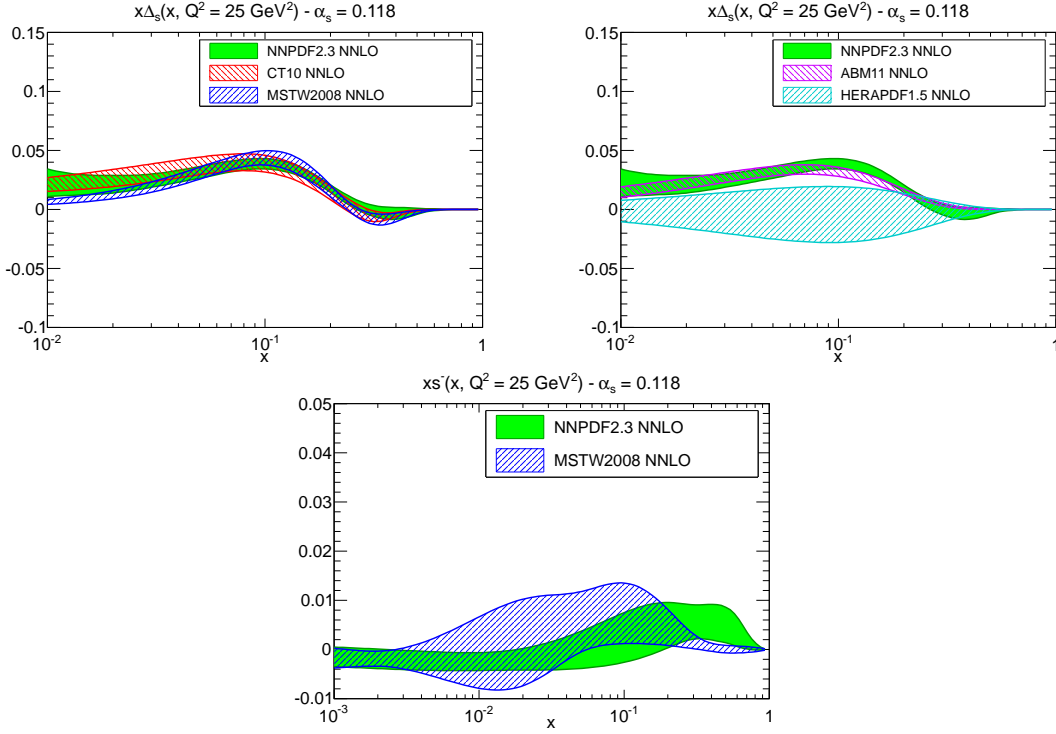 xΔₛ(x, Q² = 25 GeV²) - αₛ = 0.118
0.15
0.1
0.05
0
-0.05
-0.1
10⁻²
10⁻¹
1
x
NNPDF2.3 NNLO
CT10 NNLO
MSTW2008 NNLO
xΔₛ(x, Q² = 25 GeV²) - αₛ = 0.118
0.15
0.1
0.05
0
-0.05
-0.1
10⁻²
10⁻¹
1
x
NNPDF2.3 NNLO
ABM11 NNLO
HERAPDF1.5 NNLO
xs⁻(x, Q² = 25 GeV²) - αₛ = 0.118
0.05
0.04
0.03
0.02
0.01
0
-0.01
10⁻³
10⁻²
10⁻¹
1
x
NNPDF2.3 NNLO
MSTW2008 NNLO